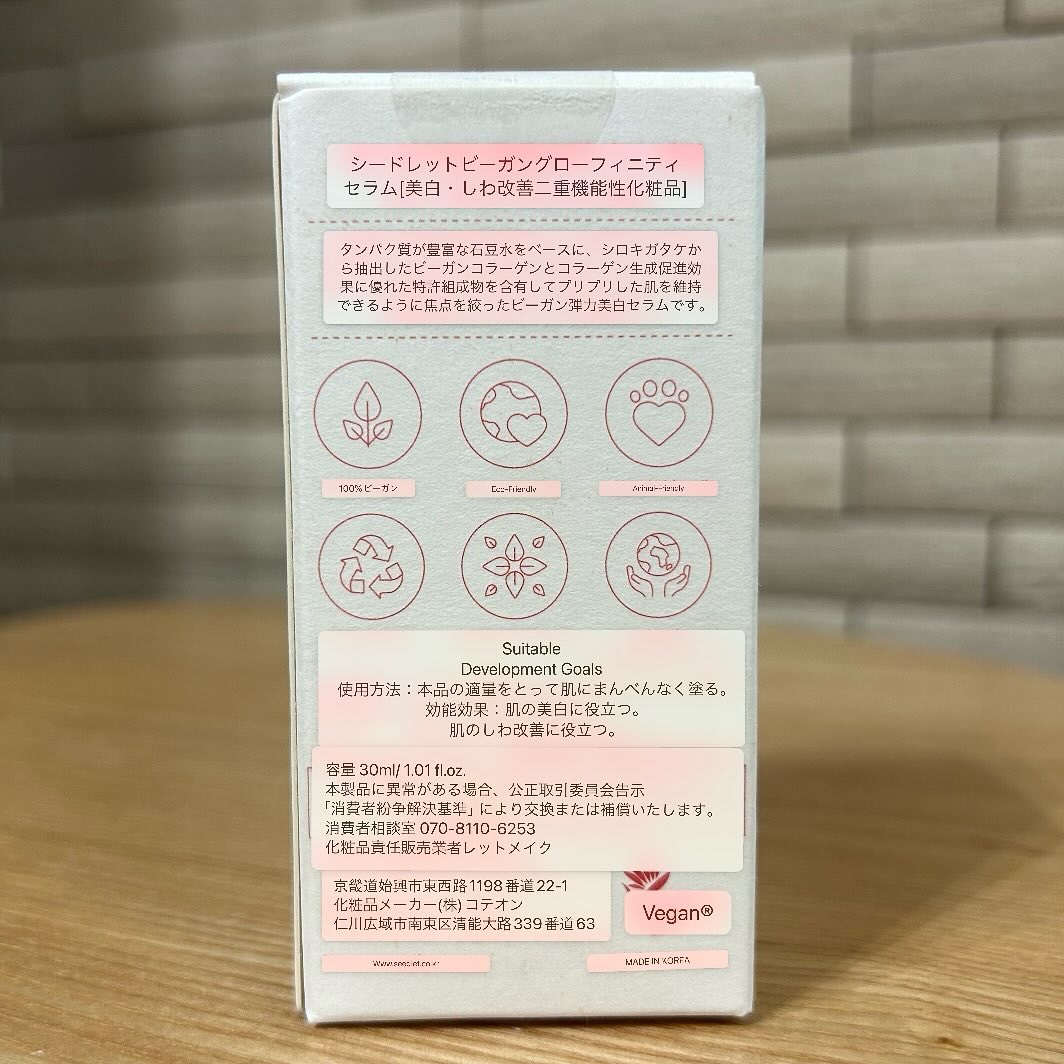 シードレットビーガングローフィニティ
セラム[美白・しわ改善二重機能性化粧品]
タンパク質が豊富な石豆水をベースに、シロキガタケか
ら抽出したビーガンコラーゲンとコラーゲン生成促進効
果に優れた特許組成物を含有してプリプリした肌を維持
できるように焦点を絞ったビーガン弾力美白セラムです。
100%ビーガン
Eco-Friendly
Animal-Friendly
Suitable
Development Goals
使用方法：本品の適量をとって肌にまんべんなく塗る。
効能効果：肌の美白に役立つ。
肌のしわ改善に役立つ。
容量 30ml/ 1.01 fl.oz.
本製品に異常がある場合、公正取引委員会告示
「消費者紛争解決基準」により交換または補償いたします。
消費者相談室 070-8110-6253
化粧品責任販売業者レットメイク
京畿道始興市東西路1198番道22-1
化粧品メーカー(株)コテオン
仁川広域市南東区清能大路339番道63
Vegan®
Www.seedlet.co.kr
MADE IN KOREA